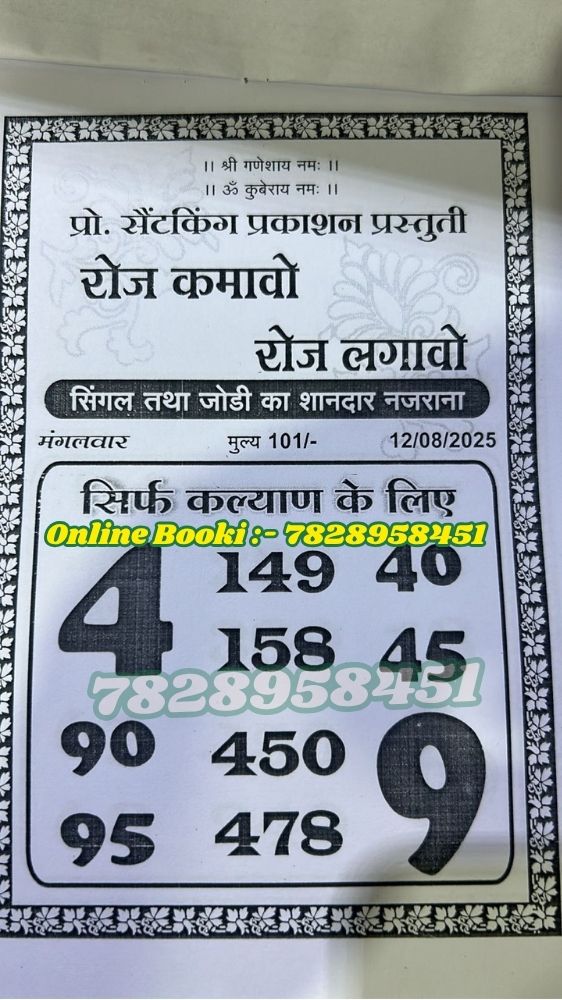 ।। श्री गणेशाय नमः ।।
।। ॐ कुबेराय नमः ।।
प्रो. सैंटकिंग प्रकाशन प्रस्तुती
रोज कमावो
रोज लगावो
सिंगल तथा जोडी का शानदार नजराना
मंगलवार मुल्य 101/- 12/08/2025
सिर्फ कल्याण के लिए
Online Booki :- 7828958451
4 149 40
158 45
7828958451
90 450 9
95 478